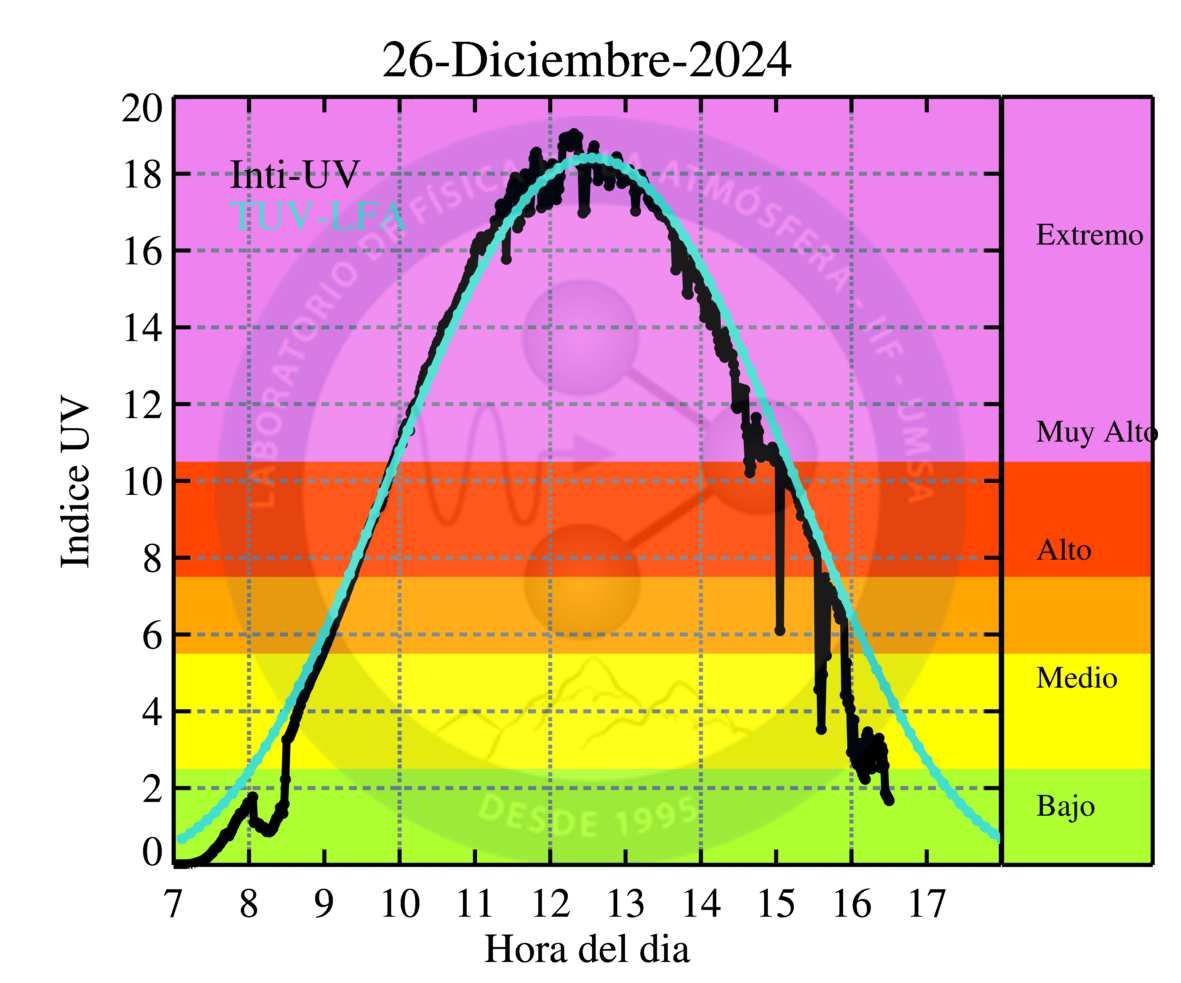 26-Diciembre-2024
Indice UV
20
18
16
14
12
10
8
6
4
2
0
Inti-UV
TUV-LFA
LABORATORIO DE FÍSICA DE LA ATMÓSFERA - IIF - UMSA
DESDE 1995
Extremo
Muy Alto
Alto
Medio
Bajo
7 8 9 10 11 12 13 14 15 16 17
Hora del dia